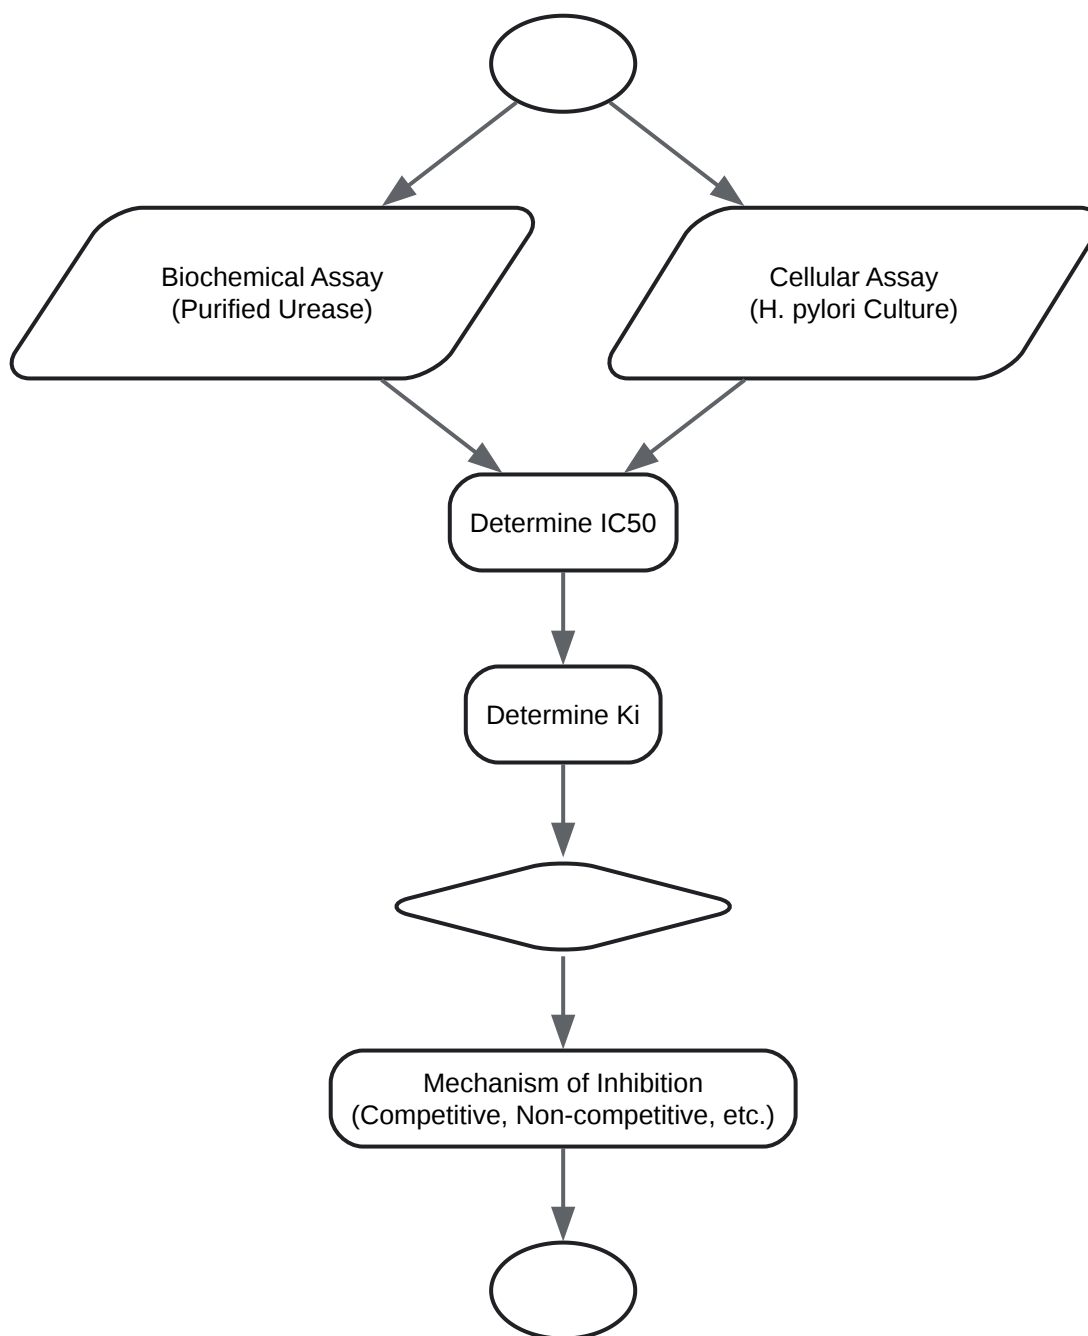 Biochemical Assay
(Purified Urease)
Cellular Assay
(H. pylori Culture)
Determine IC50
Determine Ki
Mechanism of Inhibition
(Competitive, Non-competitive, etc.)